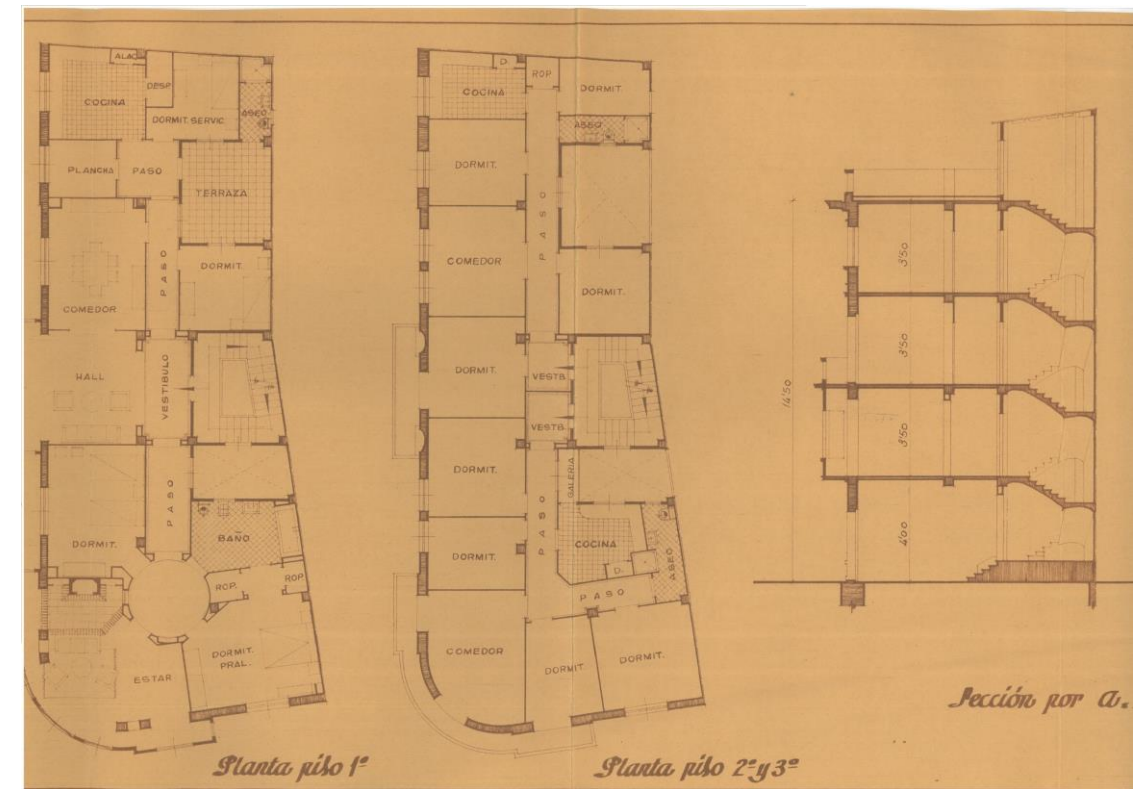 ALAC.
COCINA
DESP.
DORMIT. SERVIC.
ASEO
PLANCHA
PASO
TERRAZA
PASO
DORMIT.
COMEDOR
HALL
VESTIBULO
PASO
DORMIT.
BAÑO
ROP.
ROP.
DORMIT.
PRAL.
ESTAR
Planta piso 1º
D.
ROP.
COCINA
DORMIT.
ASEO
DORMIT.
PASO
COMEDOR
DORMIT.
DORMIT.
VESTB.
VESTB.
DORMIT.
GALERIA
PASO
DORMIT.
COCINA
D.
ASEO
PASO
COMEDOR
DORMIT.
DORMIT.
Planta piso 2º y 3º
3'50
3'50
14'50
3'50
4'00
Sección por a.